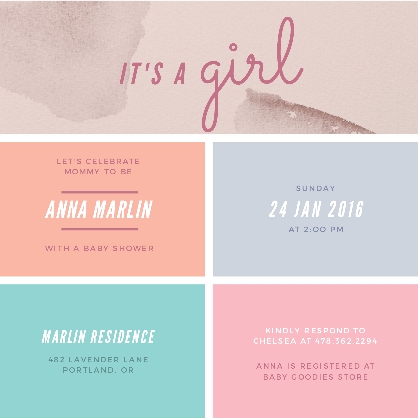 IT'S A girl
LET'S CELEBRATE
MOMMY TO BE
ANNA MARLIN
WITH A BABY SHOWER
SUNDAY
24 JAN 2016
AT 2:00 PM
MARLIN RESIDENCE
482 LAVENDER LANE
PORTLAND, OR
KINDLY RESPOND TO
CHELSEA AT 478.362.2294
ANNA IS REGISTERED AT
BABY GOODIES STORE